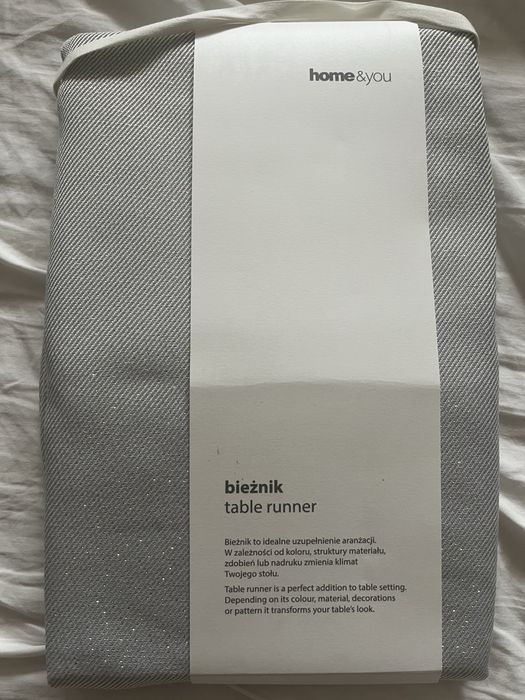 home&you
bieżnik
table runner
Bieżnik to idealne uzupełnienie aranżacji.
W zależności od koloru, struktury materiału,
zdobień lub nadruku zmienia klimat
Twojego stołu.
Table runner is a perfect addition to table setting.
Depending on its colour, material, decorations
or pattern it transforms your table's look.